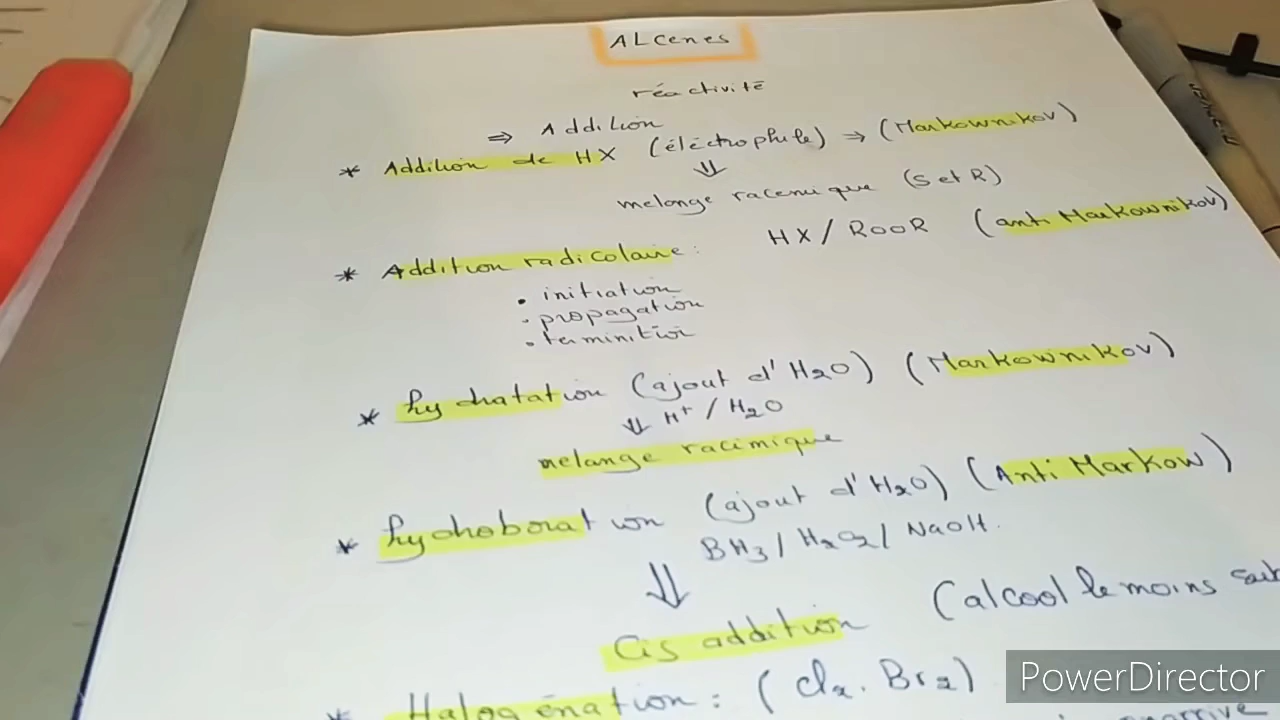 ALcenes
réactivité
⇒ Addition
* Addition de HX (éléctrophile) → (Markownikov)
⇓
melange racemique (S et R)
* Addition radicolaire: HX/ROOR (anti Markownikov)
• initiation
• propagation
• terminition
* hydratation (ajout d'H2O) (Markownikov)
⇓ H+ / H2O
melange racimique
* hydroboration (ajout d'H2O) (Anti Markow)
BH3/H2O2/NaOH.
⇓
Cis addition (alcool le moins
* Halogénation: (Cl2. Br2)
PowerDirector